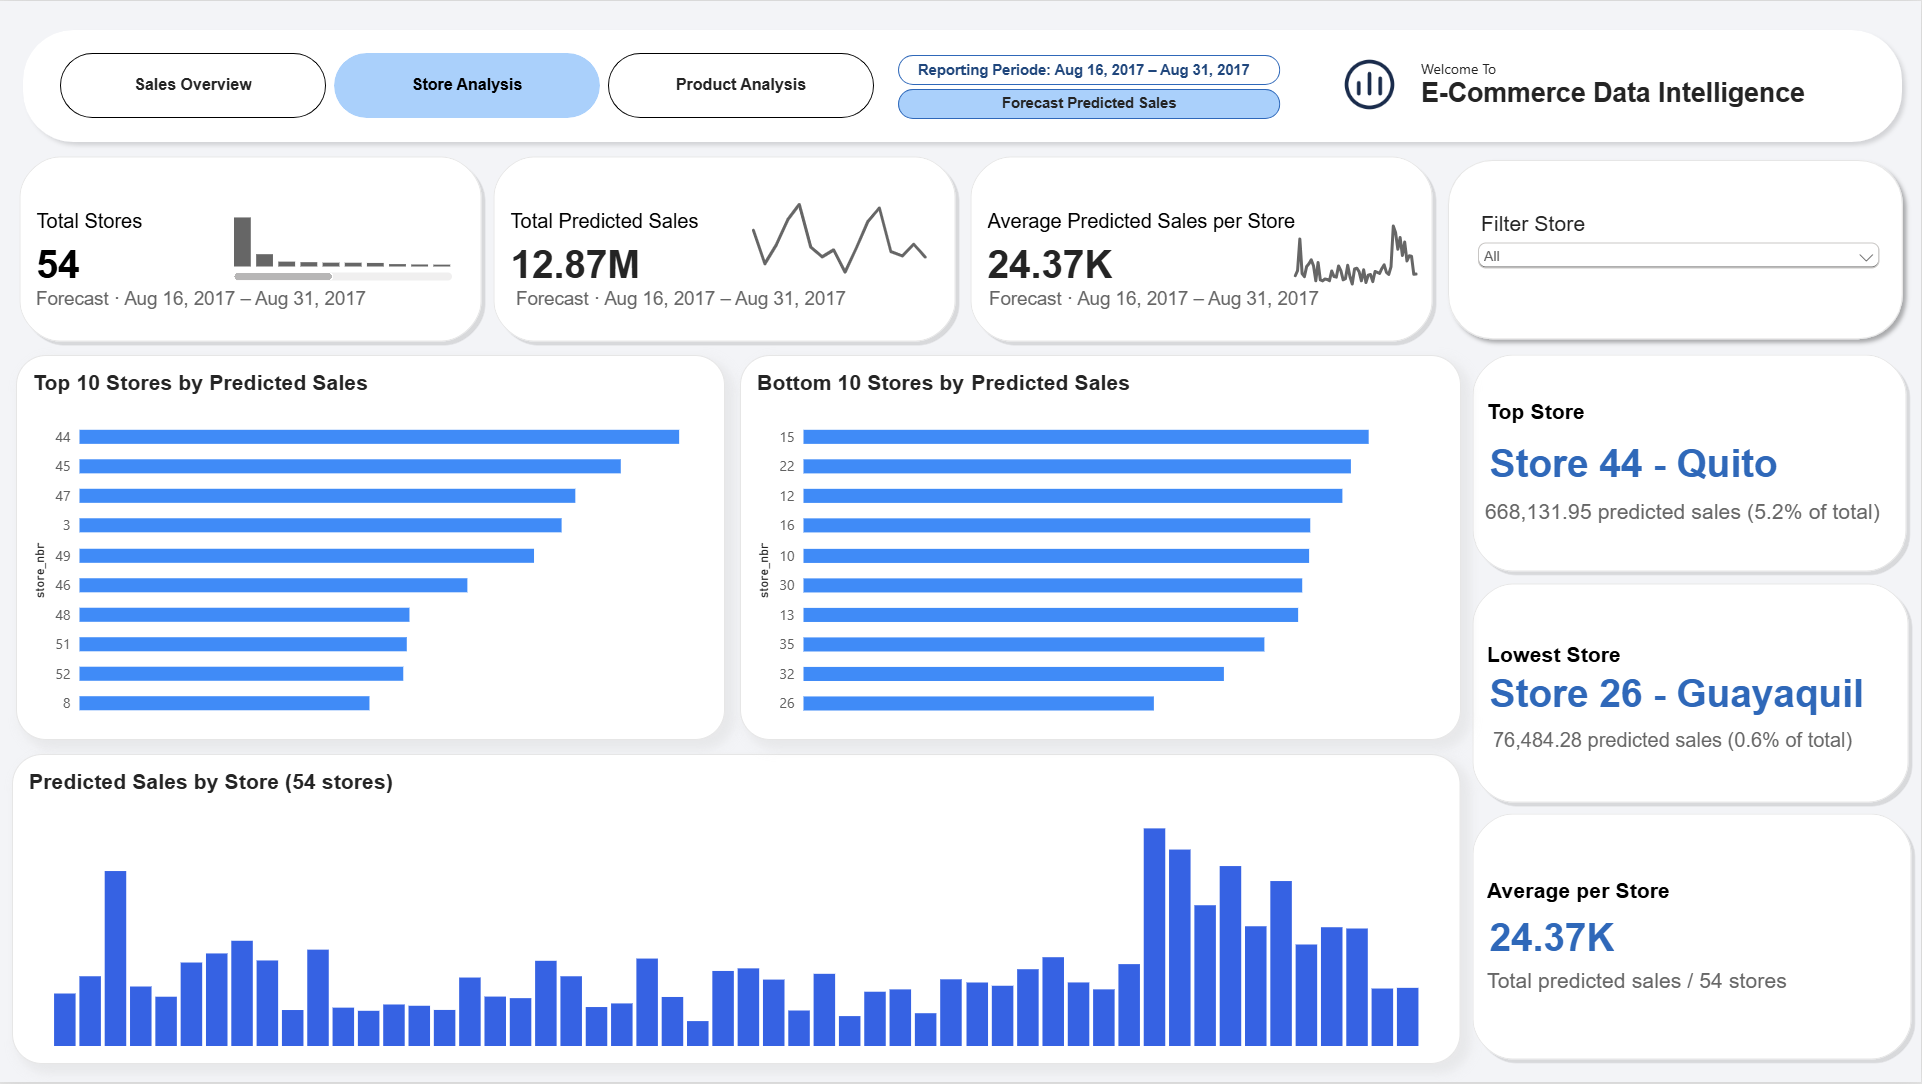 Sales Overview
Store Analysis
Product Analysis
Reporting Periode: Aug 16, 2017 – Aug 31, 2017
Forecast Predicted Sales
Welcome To
E-Commerce Data Intelligence
Total Stores
54
Forecast · Aug 16, 2017 – Aug 31, 2017
Total Predicted Sales
12.87M
Forecast · Aug 16, 2017 – Aug 31, 2017
Average Predicted Sales per Store
24.37K
Forecast · Aug 16, 2017 – Aug 31, 2017
Filter Store
All
Top 10 Stores by Predicted Sales
store_nbr
44
45
47
3
49
46
48
51
52
8
Bottom 10 Stores by Predicted Sales
store_nbr
15
22
12
16
10
30
13
35
32
26
Top Store
Store 44 - Quito
668,131.95 predicted sales (5.2% of total)
Lowest Store
Store 26 - Guayaquil
76,484.28 predicted sales (0.6% of total)
Predicted Sales by Store (54 stores)
Average per Store
24.37K
Total predicted sales / 54 stores